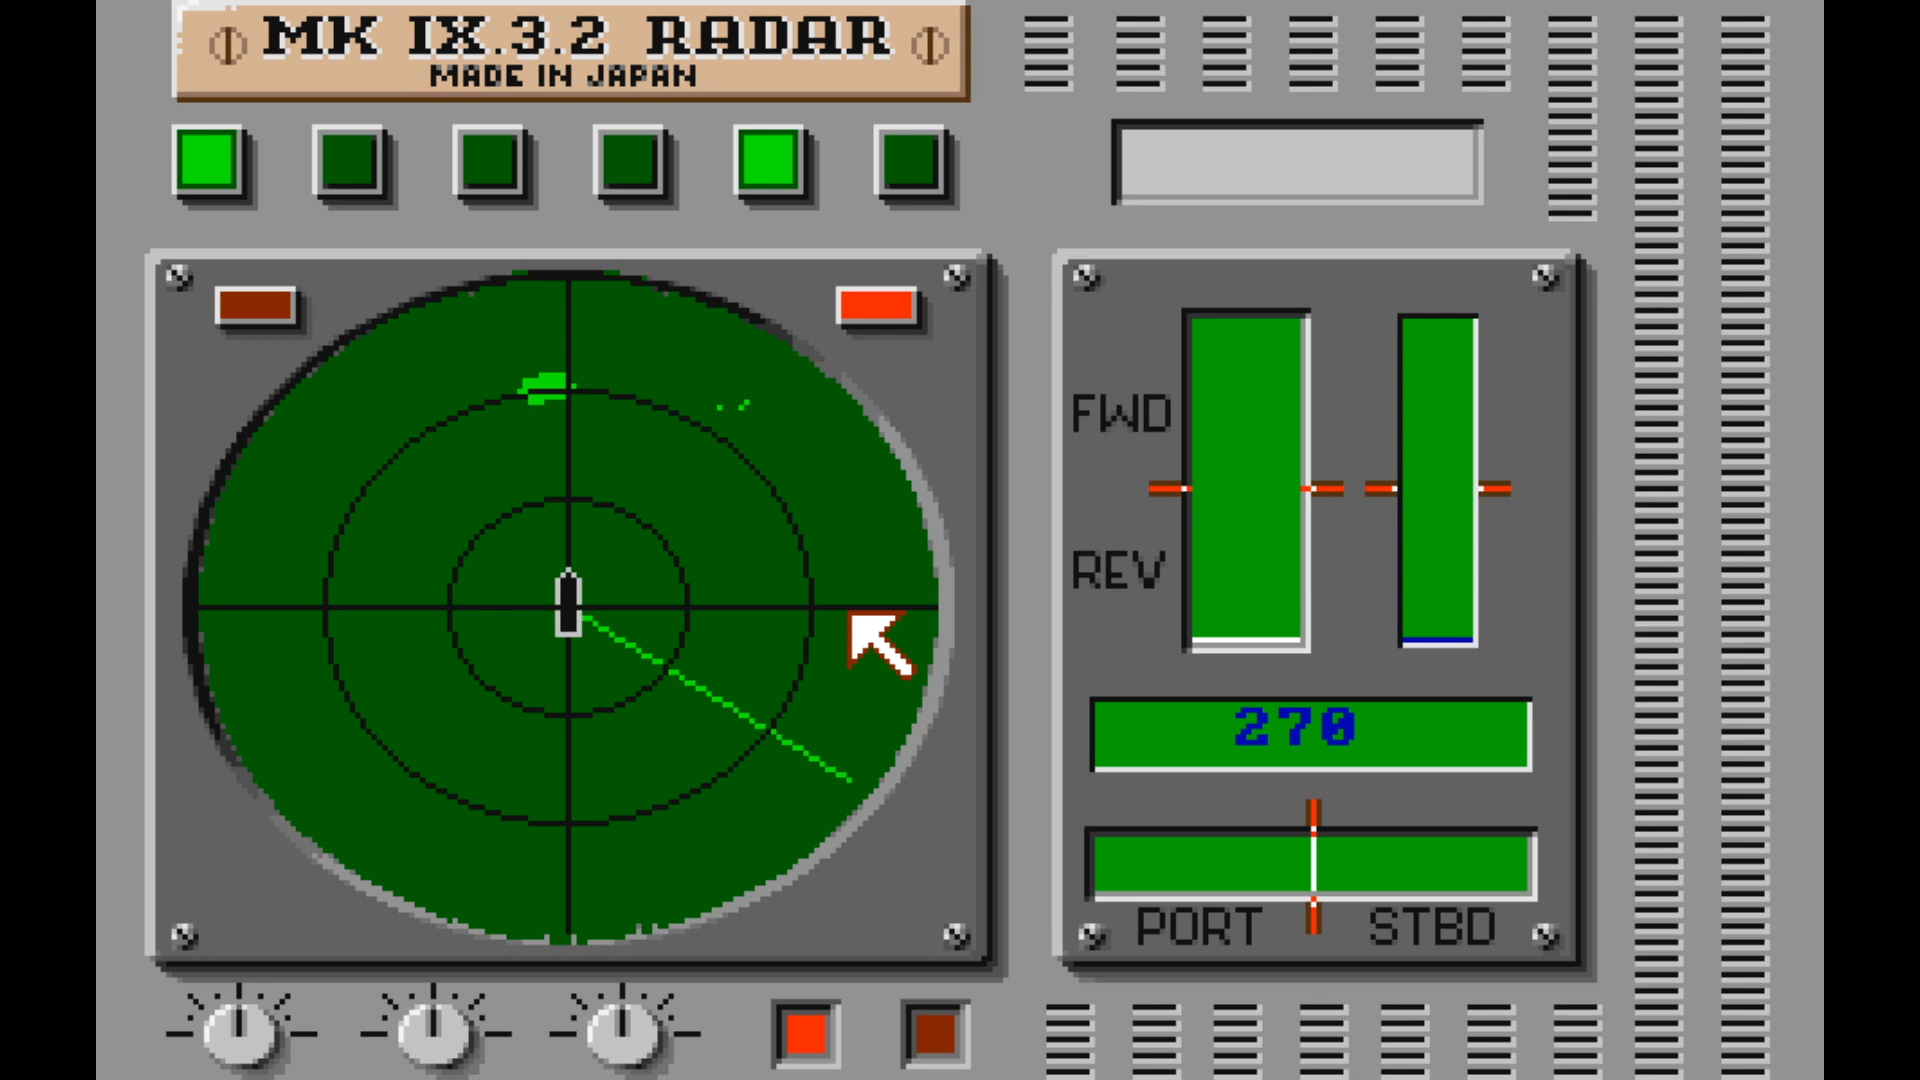 MK IX.3.2 RADAR
MADE IN JAPAN
FWD
REV
270
PORT STBD